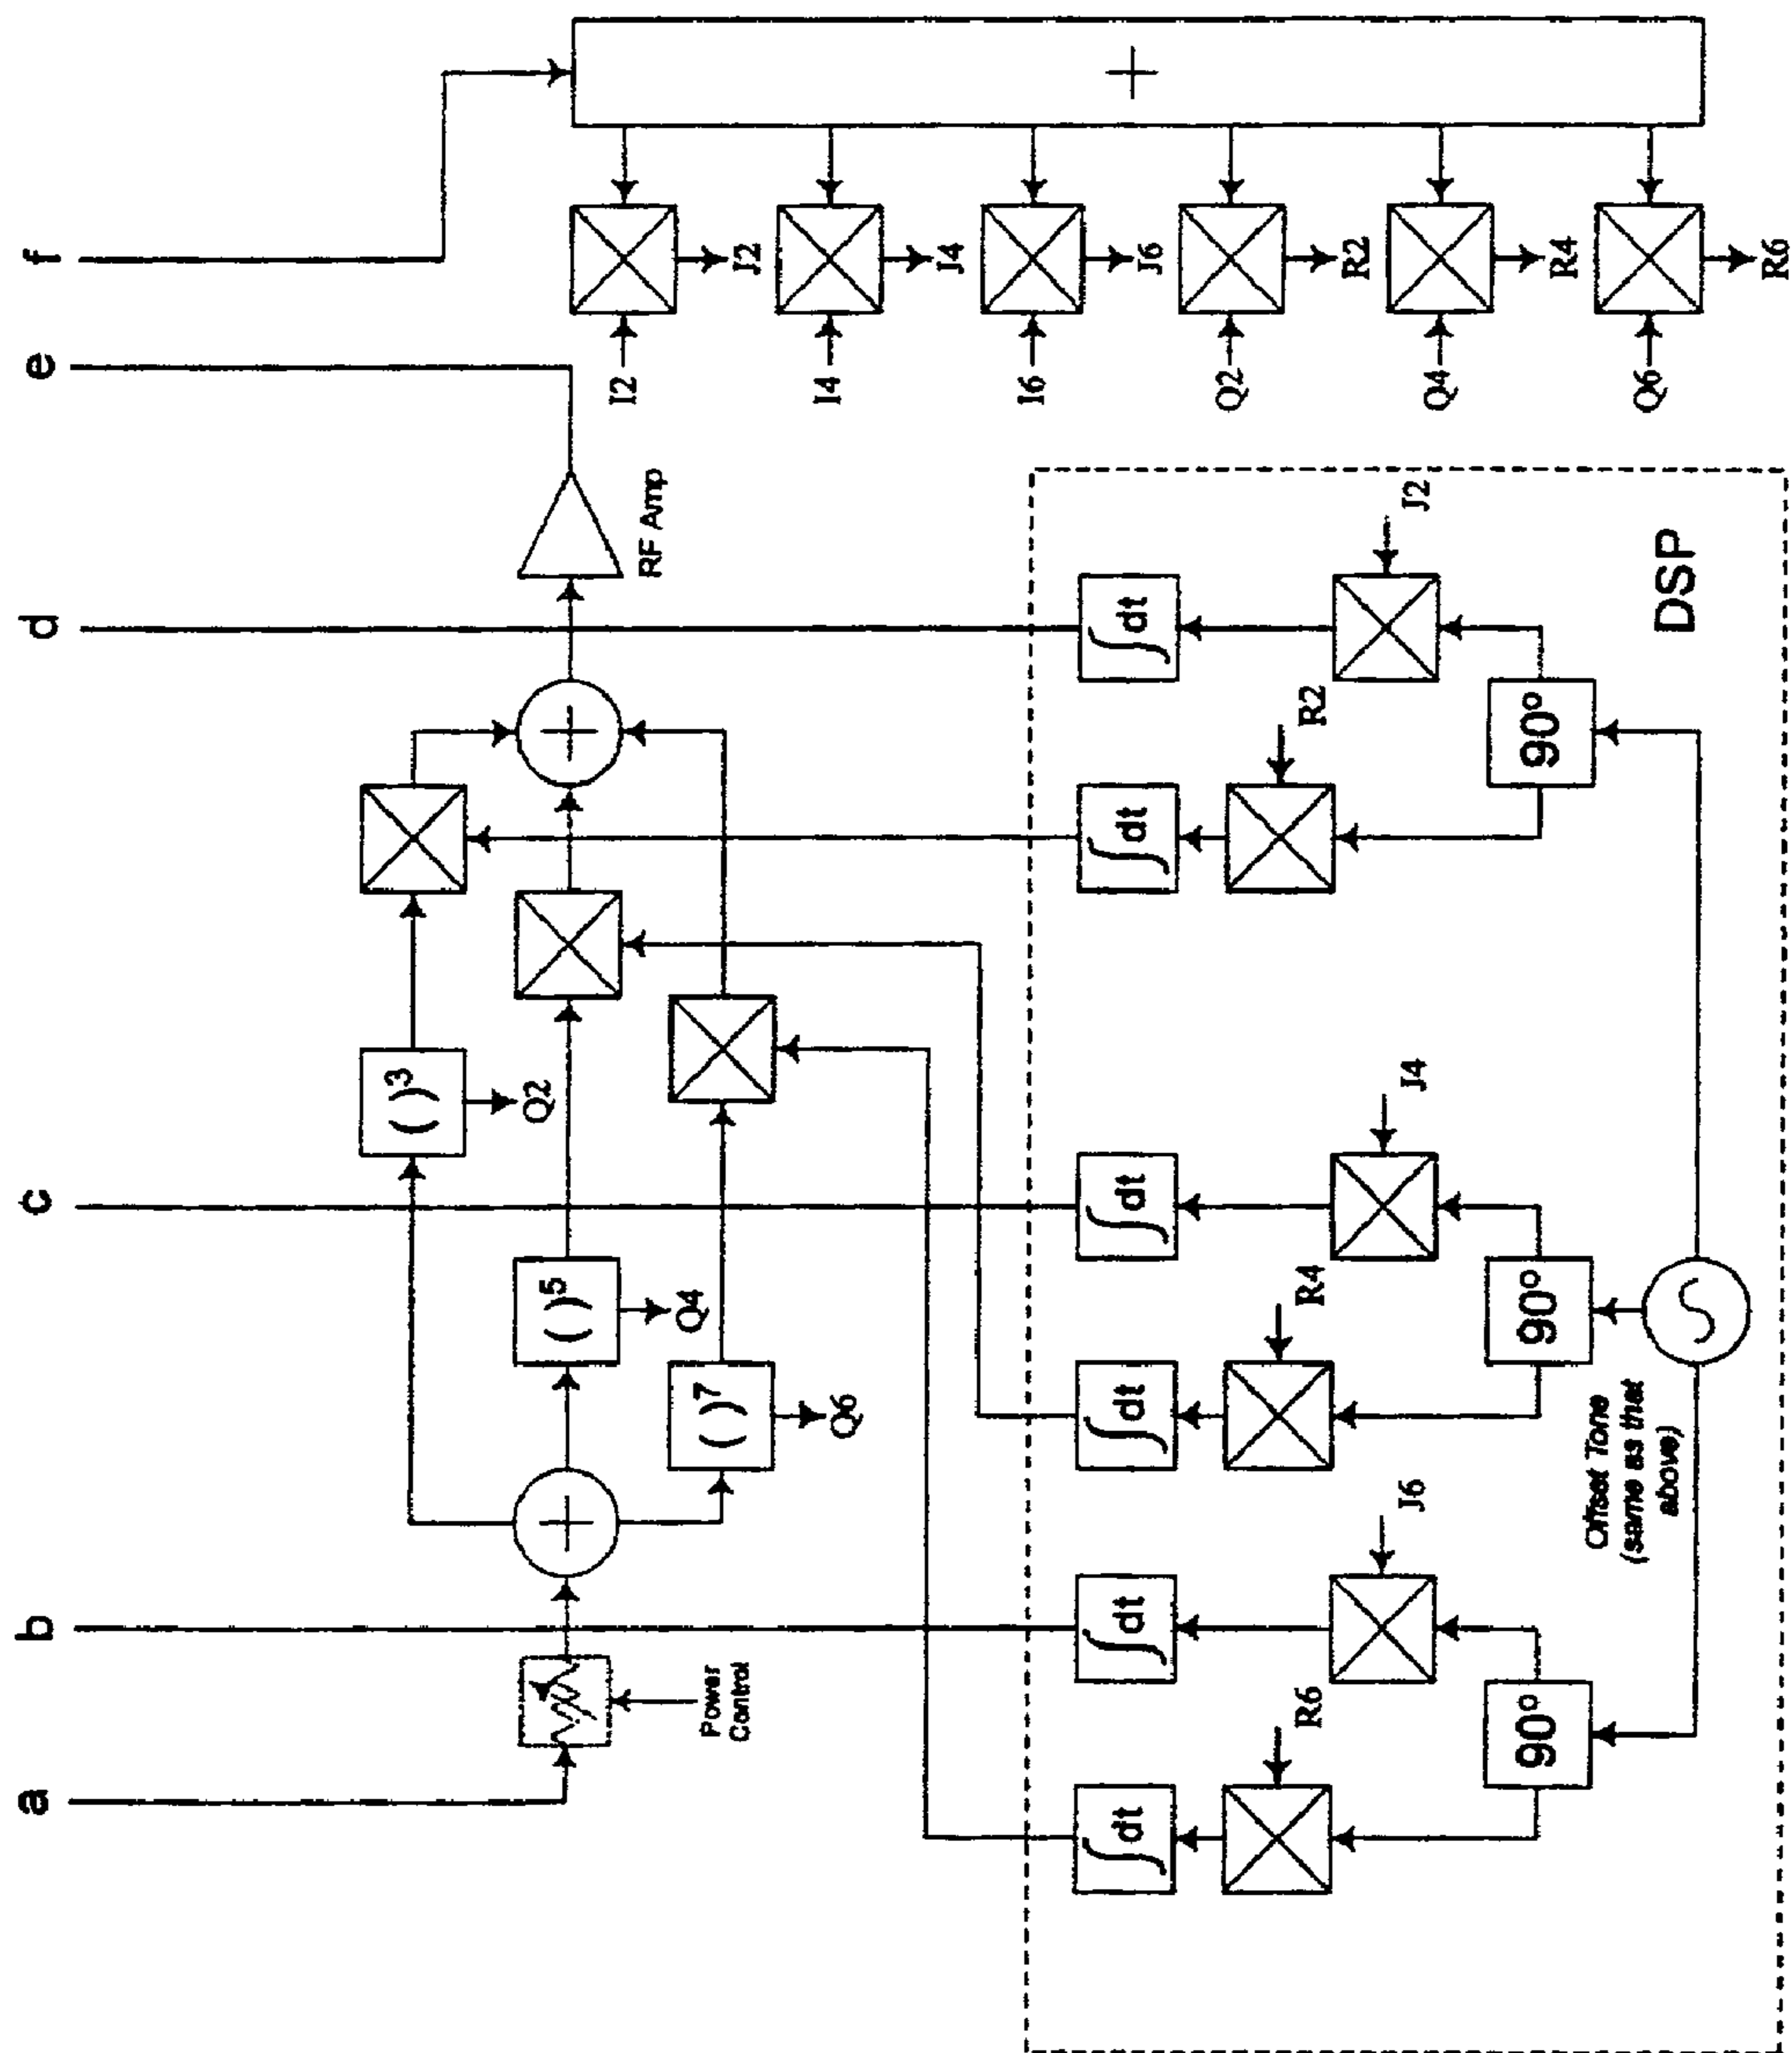 a
b
c
d
e
f
Power
Control
( )³
Q2
( )⁵
Q4
( )⁷
Q6
+
+
RF Amp
+
I2
J2
I4
J4
I6
J6
Q2
R2
Q4
R4
Q6
R6
∫dt
∫dt
∫dt
∫dt
∫dt
∫dt
R6
J6
R4
J4
R2
J2
90°
90°
90°
Offset Tone
(same as that
above)
DSP